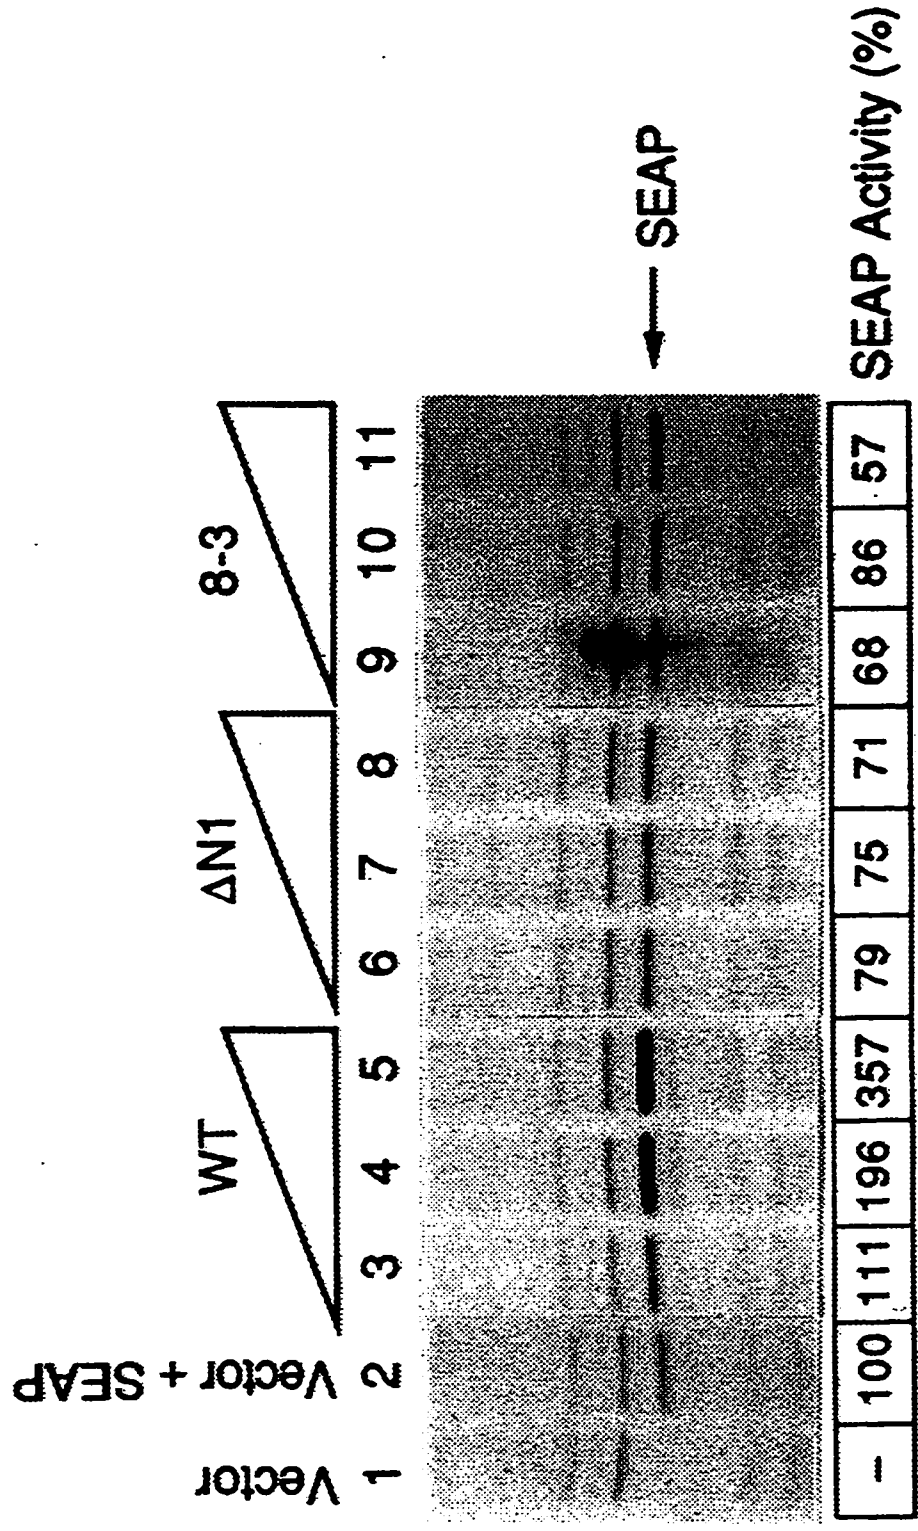 Vector
Vector + SEAP
WT
ΔN1
8-3
1 2 3 4 5 6 7 8 9 10 11
SEAP
– 100 111 196 357 79 75 71 68 86 57 SEAP Activity (%)